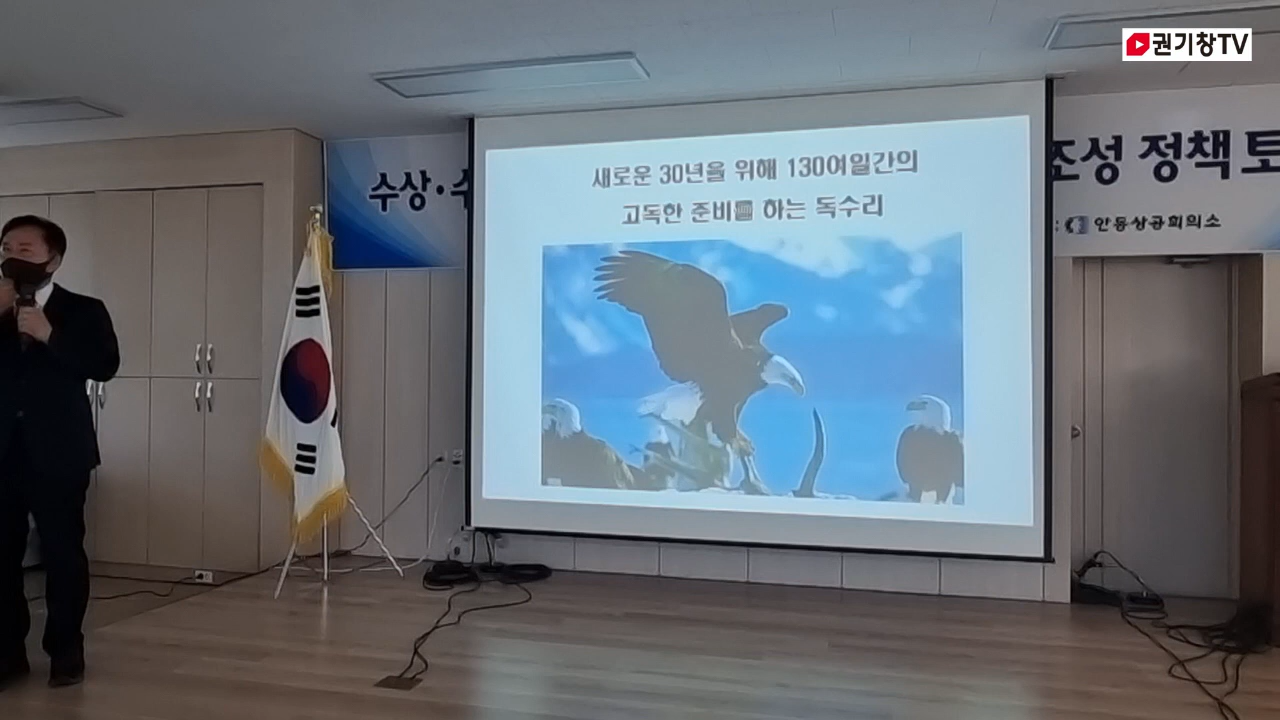 권기창TV
수상·수
조성 정책 토
안동상공회의소
새로운 30년을 위해 130여일간의
고독한 준비를 하는 독수리